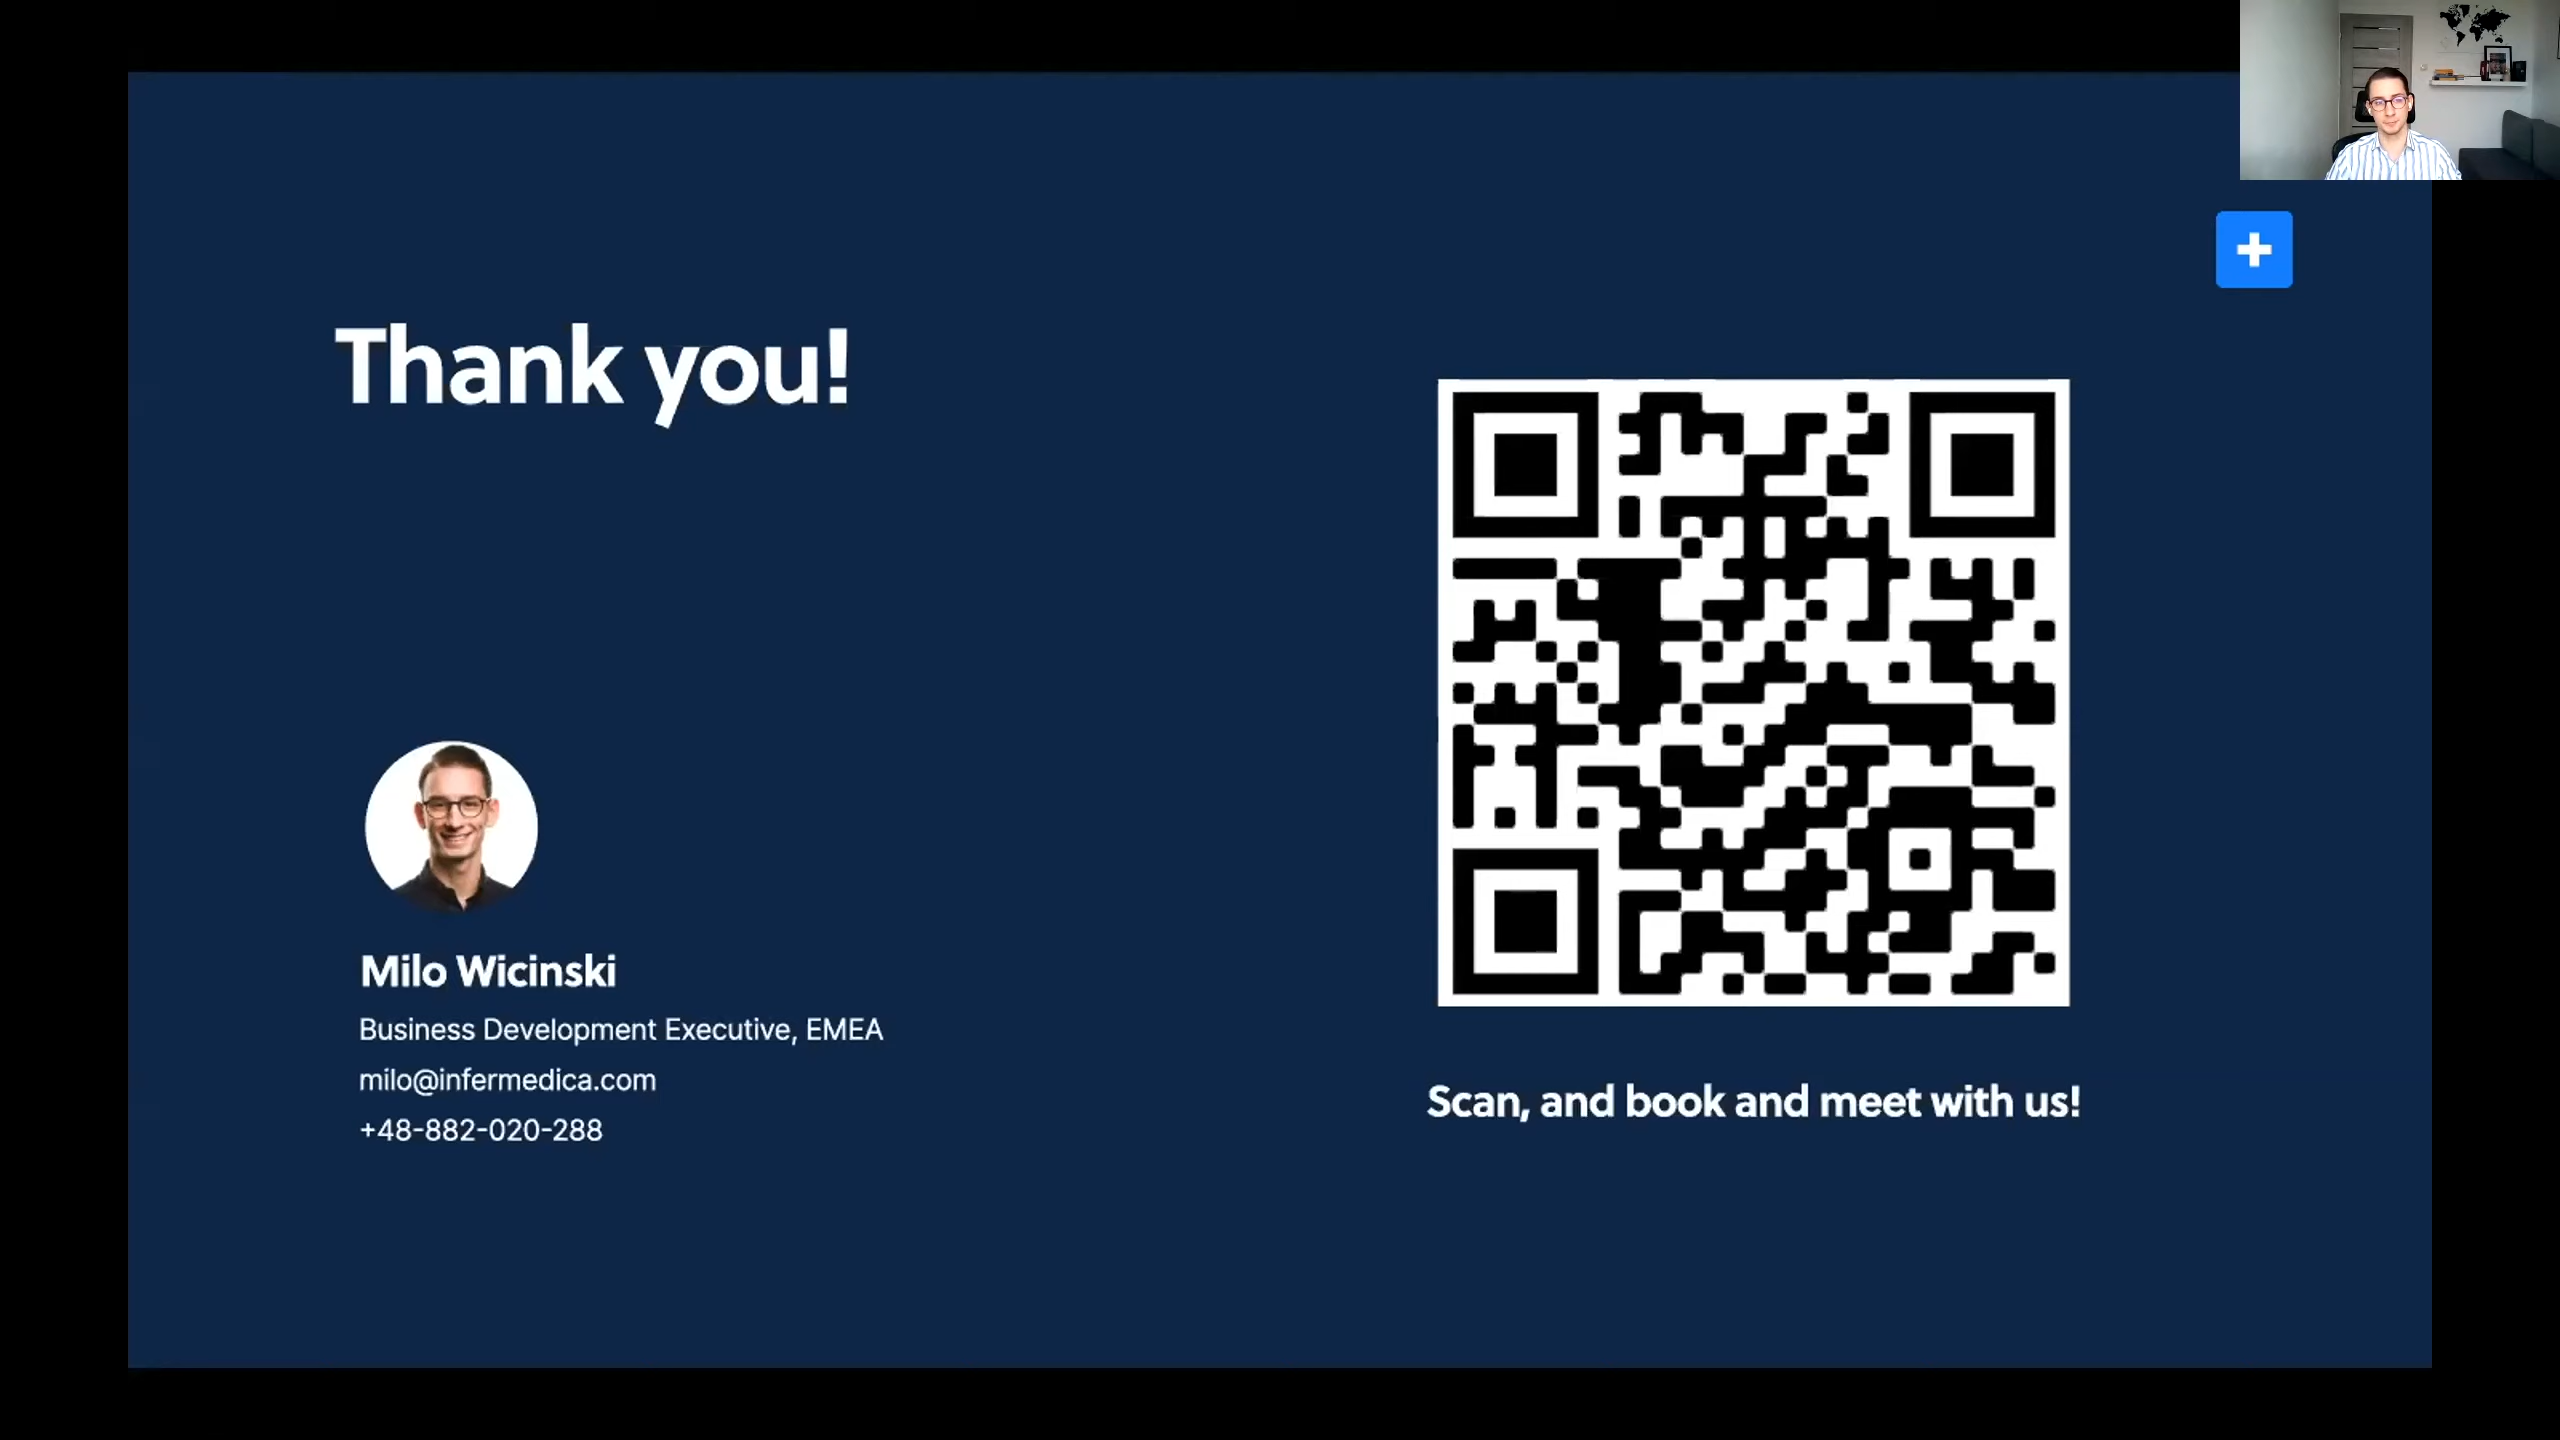 Thank you!
Milo Wicinski
Business Development Executive, EMEA
milo@infermedica.com
+48-882-020-288
Scan, and book and meet with us!